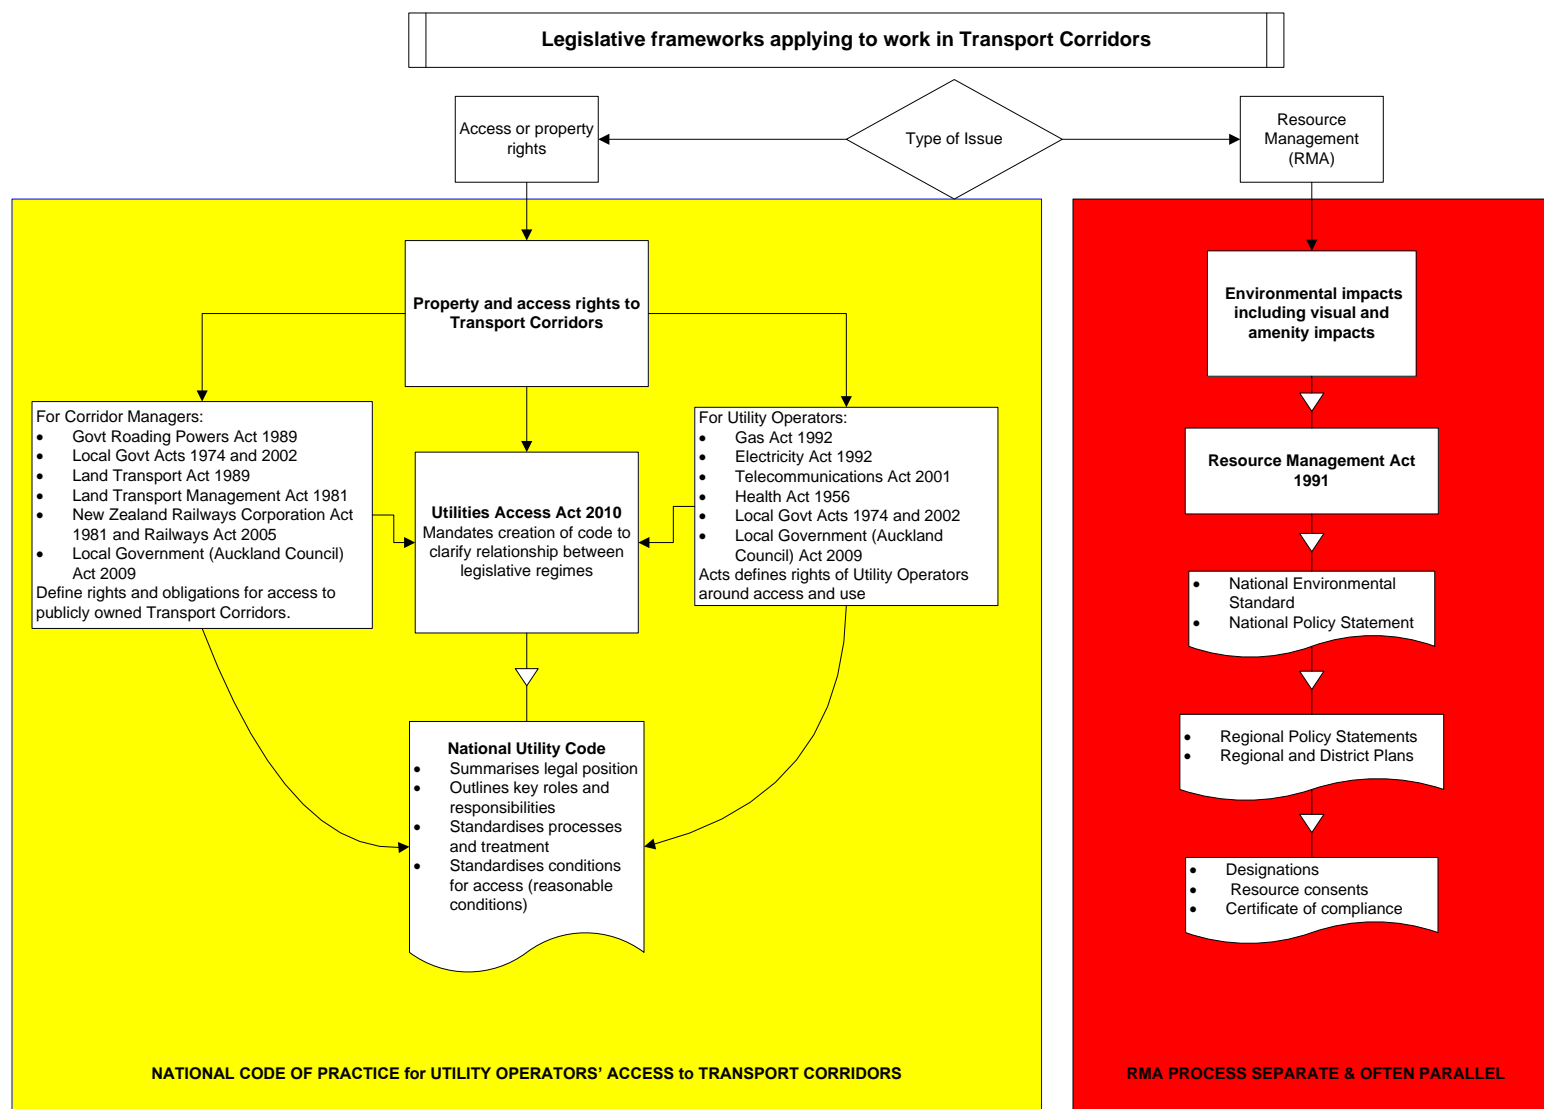 Legislative frameworks applying to work in Transport Corridors
Access or property
rights
Type of Issue
Resource
Management
(RMA)
Property and access rights to
Transport Corridors
For Corridor Managers:
• Govt Roading Powers Act 1989
• Local Govt Acts 1974 and 2002
• Land Transport Act 1989
• Land Transport Management Act 1981
• New Zealand Railways Corporation Act
1981 and Railways Act 2005
• Local Government (Auckland Council)
Act 2009
Define rights and obligations for access to
publicly owned Transport Corridors.
Utilities Access Act 2010
Mandates creation of code to
clarify relationship between
legislative regimes
For Utility Operators:
• Gas Act 1992
• Electricity Act 1992
• Telecommunications Act 2001
• Health Act 1956
• Local Govt Acts 1974 and 2002
• Local Government (Auckland
Council) Act 2009
Acts defines rights of Utility Operators
around access and use
National Utility Code
• Summarises legal position
• Outlines key roles and
responsibilities
• Standardises processes
and treatment
• Standardises conditions
for access (reasonable
conditions)
NATIONAL CODE OF PRACTICE for UTILITY OPERATORS’ ACCESS to TRANSPORT CORRIDORS
Environmental impacts
including visual and
amenity impacts
Resource Management Act
1991
• National Environmental
Standard
• National Policy Statement
• Regional Policy Statements
• Regional and District Plans
• Designations
• Resource consents
• Certificate of compliance
RMA PROCESS SEPARATE & OFTEN PARALLEL